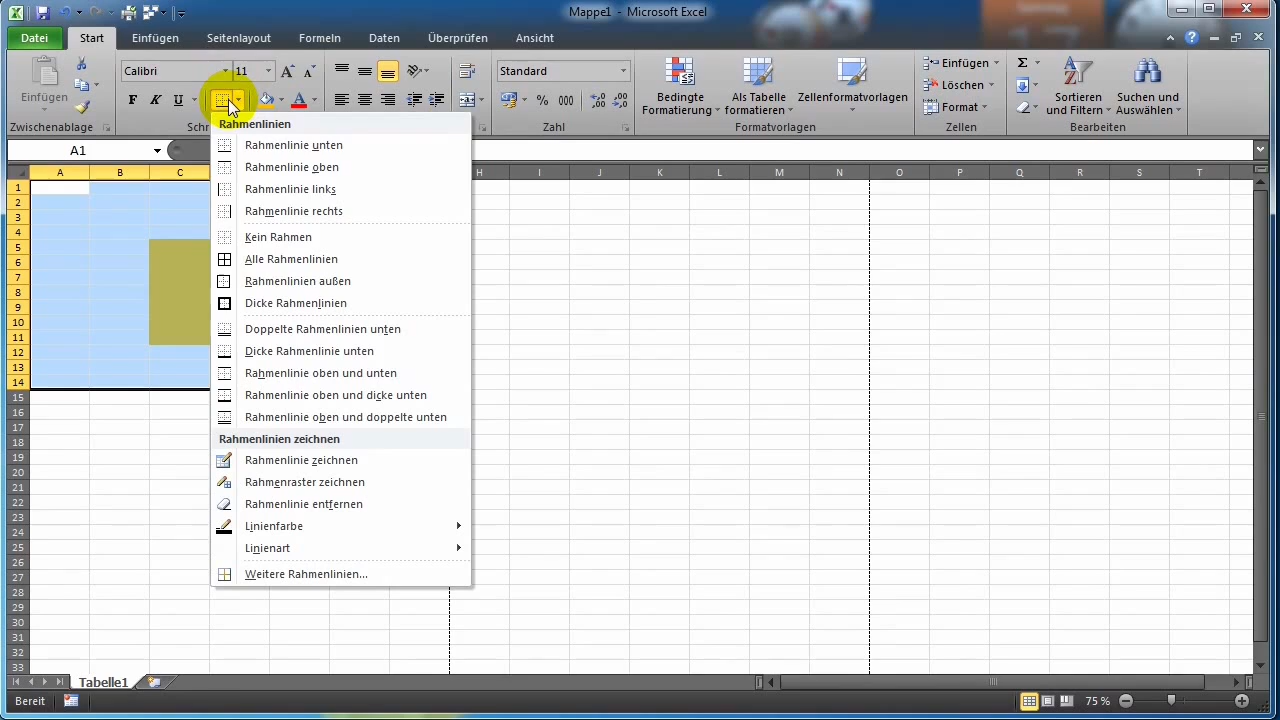 Mappe1 - Microsoft Excel
Datei Start Einfügen Seitenlayout Formeln Daten Überprüfen Ansicht
Calibri 11 Standard
Einfügen
F K U
% 000
Bedingte Formatierung
Als Tabelle formatieren
Zellenformatvorlagen
Einfügen
Löschen
Format
Σ
Sortieren und Filtern
Suchen und Auswählen
Zwischenablage Schr Zahl Formatvorlagen Zellen Bearbeiten
A1
A B C H I J K L M N O P Q R S T
1
2
3
4
5
6
7
8
9
10
11
12
13
14
15
16
17
18
19
20
21
22
23
24
25
26
27
28
29
30
31
32
33
Rahmenlinien
Rahmenlinie unten
Rahmenlinie oben
Rahmenlinie links
Rahmenlinie rechts
Kein Rahmen
Alle Rahmenlinien
Rahmenlinien außen
Dicke Rahmenlinien
Doppelte Rahmenlinien unten
Dicke Rahmenlinie unten
Rahmenlinie oben und unten
Rahmenlinie oben und dicke unten
Rahmenlinie oben und doppelte unten
Rahmenlinien zeichnen
Rahmenlinie zeichnen
Rahmenraster zeichnen
Rahmenlinie entfernen
Linienfarbe
Linienart
Weitere Rahmenlinien...
Tabelle1
Bereit 75 %